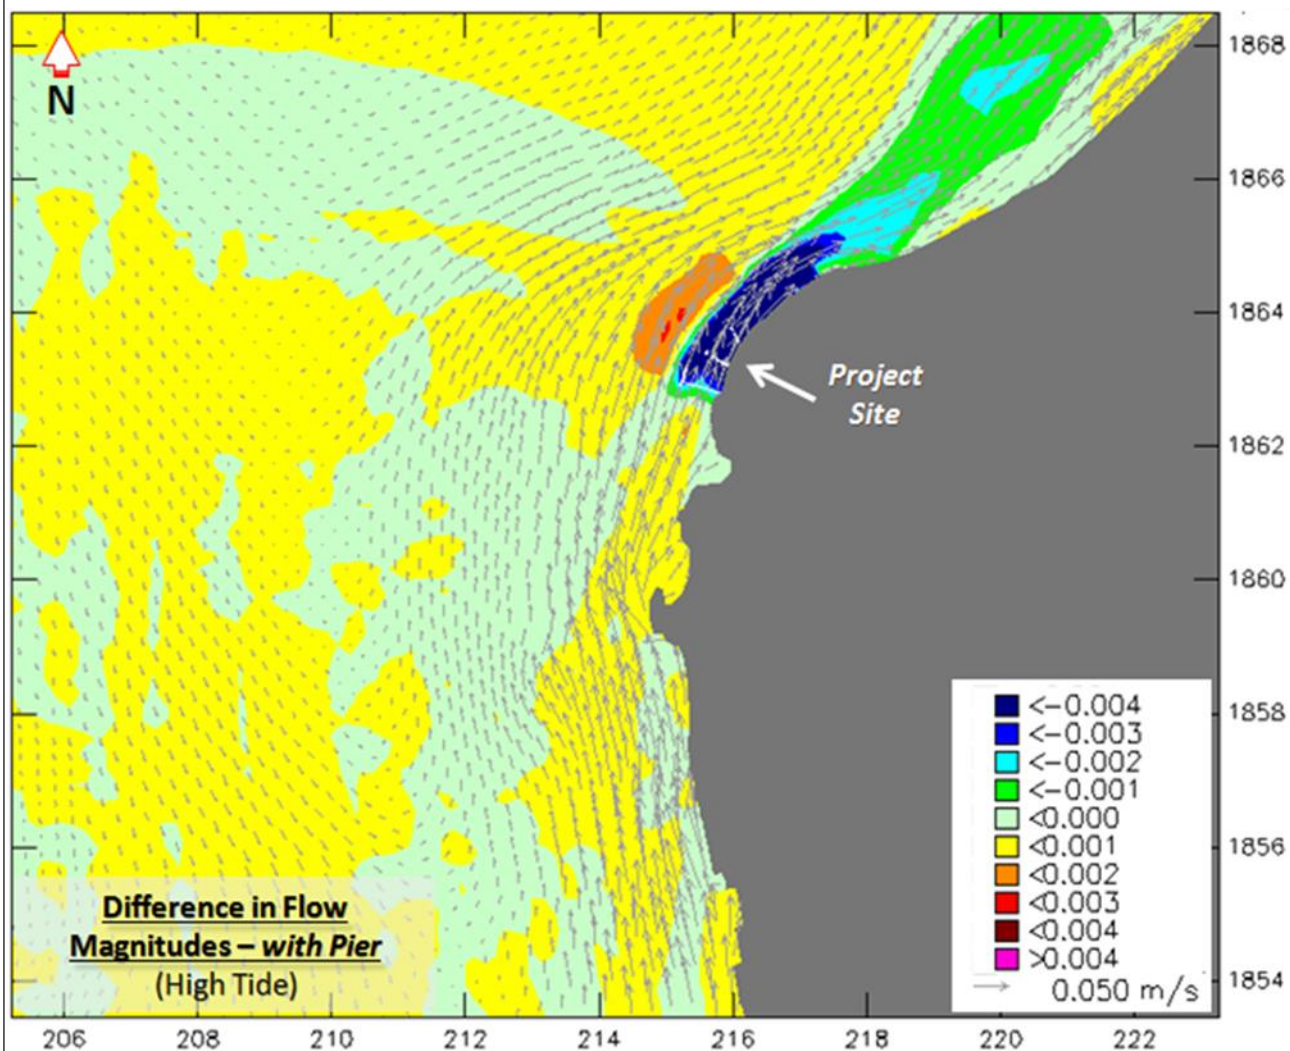 N
1868
1866
1864
1862
1860
1858
1856
1854
Project
Site
<-0.004
<-0.003
<-0.002
<-0.001
<0.000
<0.001
<0.002
<0.003
<0.004
>0.004
0.050 m/s
Difference in Flow
Magnitudes – with Pier
(High Tide)
206 208 210 212 214 216 218 220 222